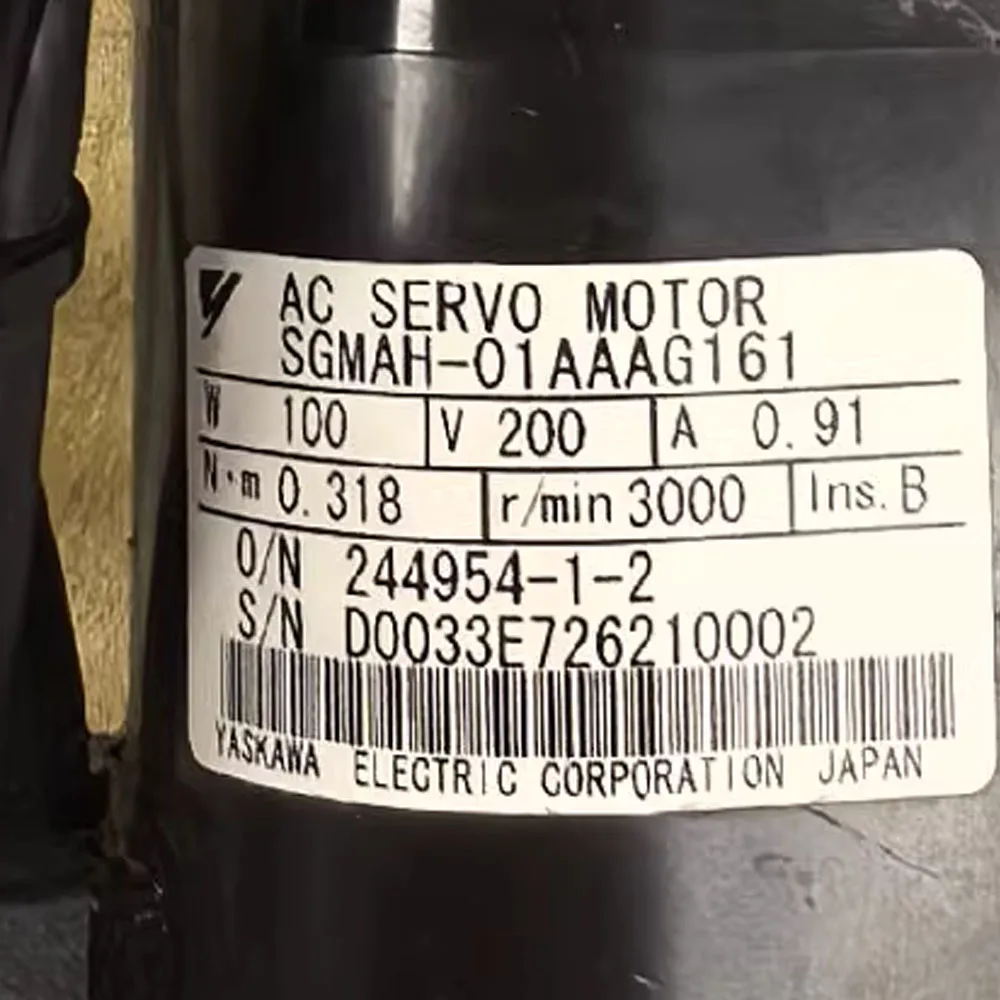 AC SERVO MOTOR
SGMAH-01AAAG161
W 100 V 200 A 0.91
N·m 0.318 r/min 3000 Ins. B
O/N 244954-1-2
S/N D0033E726210002
YASKAWA ELECTRIC CORPORATION JAPAN